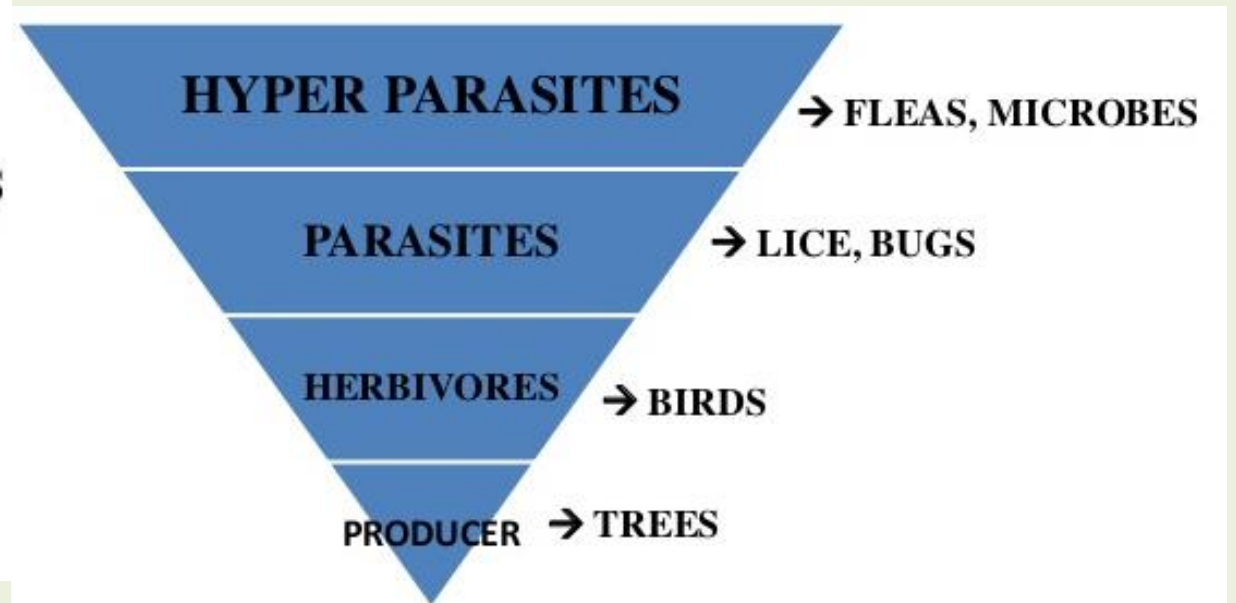 HYPER PARASITES
→ FLEAS, MICROBES
S
PARASITES
→ LICE, BUGS
HERBIVORES
→ BIRDS
PRODUCER
→ TREES